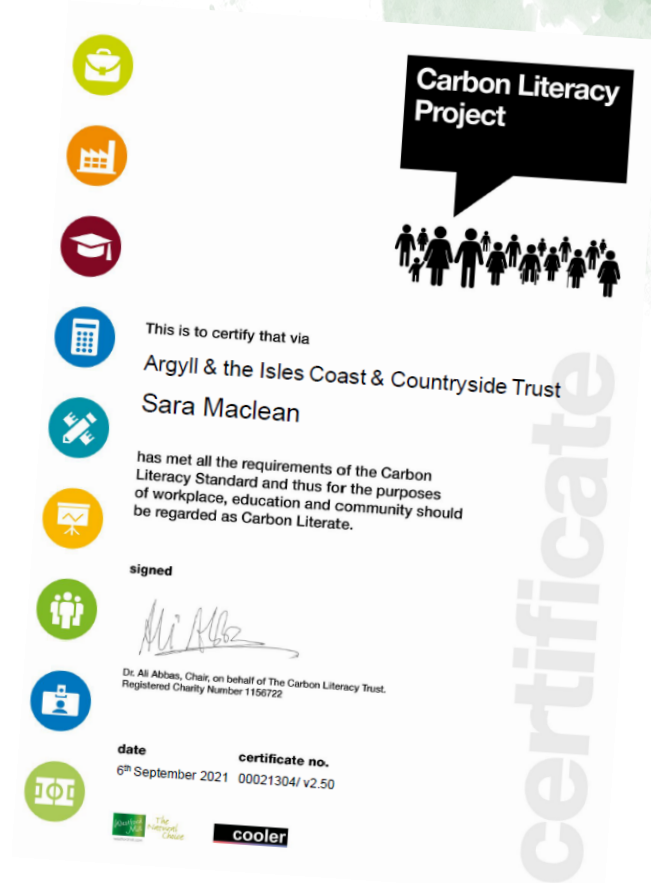 Carbon Literacy
Project
This is to certify that via
Argyll & the Isles Coast & Countryside Trust
Sara Maclean
has met all the requirements of the Carbon
Literacy Standard and thus for the purposes
of workplace, education and community should
be regarded as Carbon Literate.
signed
Dr. Ali Abbas, Chair, on behalf of The Carbon Literacy Trust.
Registered Charity Number 1156722
date
6th September 2021
certificate no.
00021304/ v2.50
The
Natural
Choice
cooler
certificate